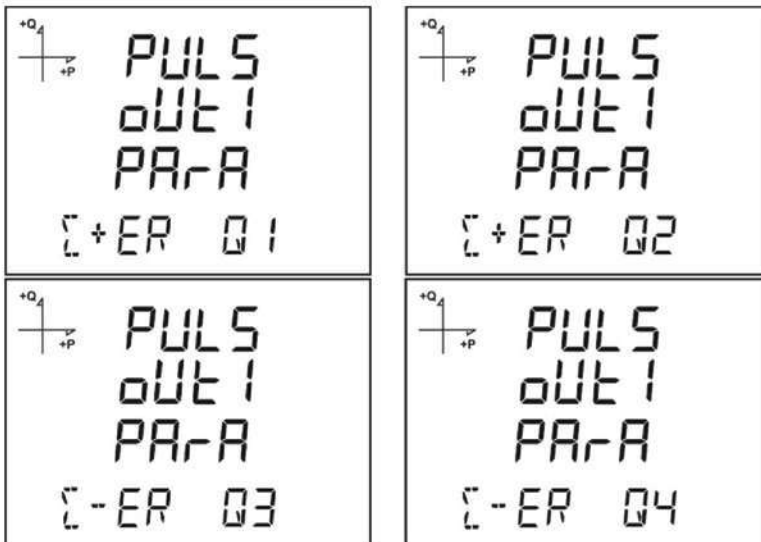 +Q
+P
PULS
oUt1
PArA
Σ+ER Q1
+Q
+P
PULS
oUt1
PArA
Σ+ER Q2
+Q
+P
PULS
oUt1
PArA
Σ-ER Q3
+Q
+P
PULS
oUt1
PArA
Σ-ER Q4